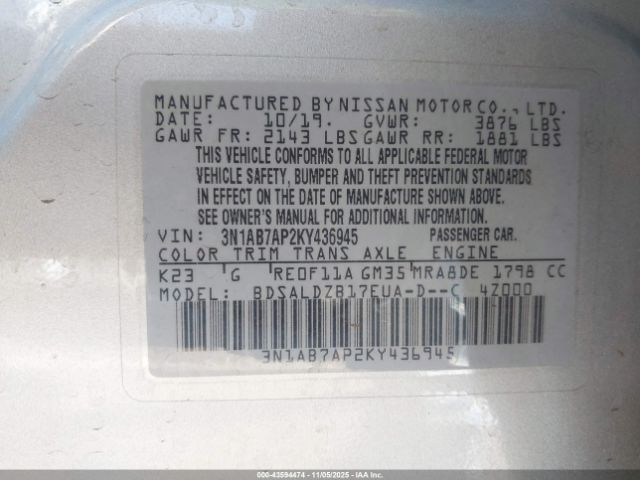 MANUFACTURED BY NISSAN MOTOR CO., LTD.
DATE: 10/19. GVWR: 3876 LBS
GAWR FR: 2143 LBS GAWR RR: 1881 LBS
THIS VEHICLE CONFORMS TO ALL APPLICABLE FEDERAL MOTOR
VEHICLE SAFETY, BUMPER AND THEFT PREVENTION STANDARDS
IN EFFECT ON THE DATE OF MANUFACTURE SHOWN ABOVE.
SEE OWNER'S MANUAL FOR ADDITIONAL INFORMATION.
VIN: 3N1AB7AP2KY436945 PASSENGER CAR.
COLOR TRIM TRANS AXLE ENGINE
K23 G RE0F11A GM35 MRA8DE 1798 CC
MODEL: BDSALDZB17EUA-D--C 4Z000
3N1AB7AP2KY436945
000-43594474 - 11/05/2025 - IAA Inc.